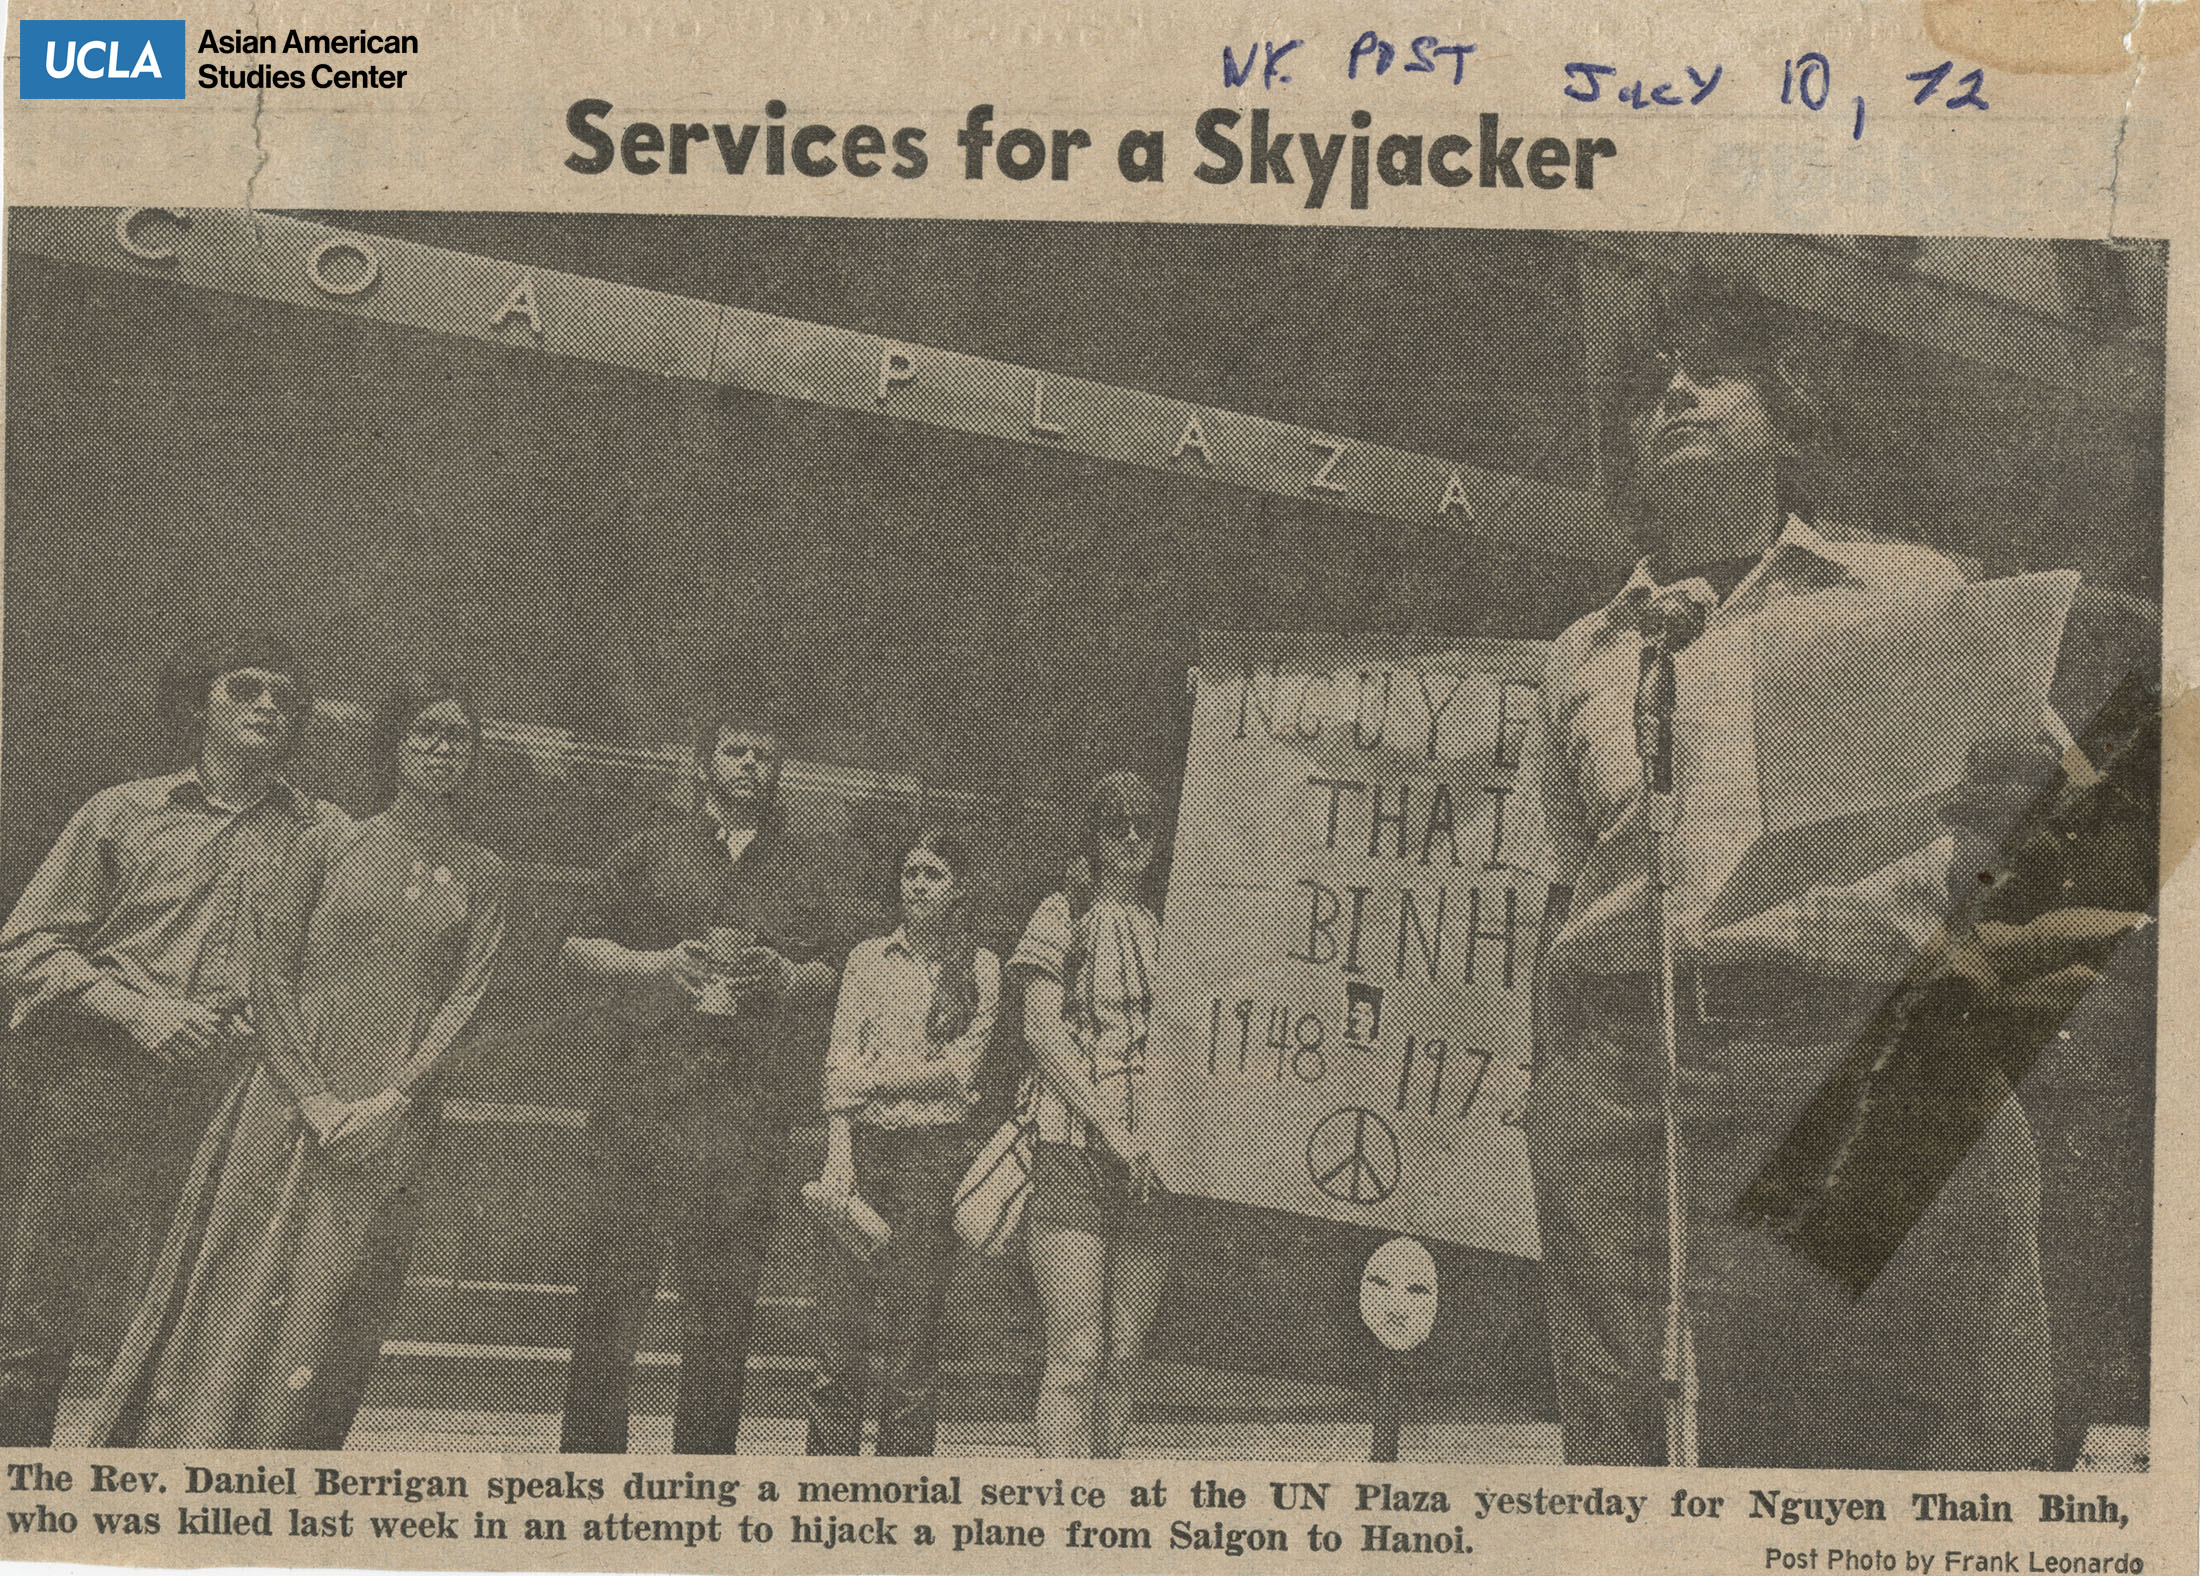 UCLA Asian American
Studies Center
NY. POST JULY 10, 72
Services for a Skyjacker
C O A P L A Z A
NGUYE
THAI
BINH
1948 197
The Rev. Daniel Berrigan speaks during a memorial service at the UN Plaza yesterday for Nguyen Thain Binh,
who was killed last week in an attempt to hijack a plane from Saigon to Hanoi.
Post Photo by Frank Leonardo